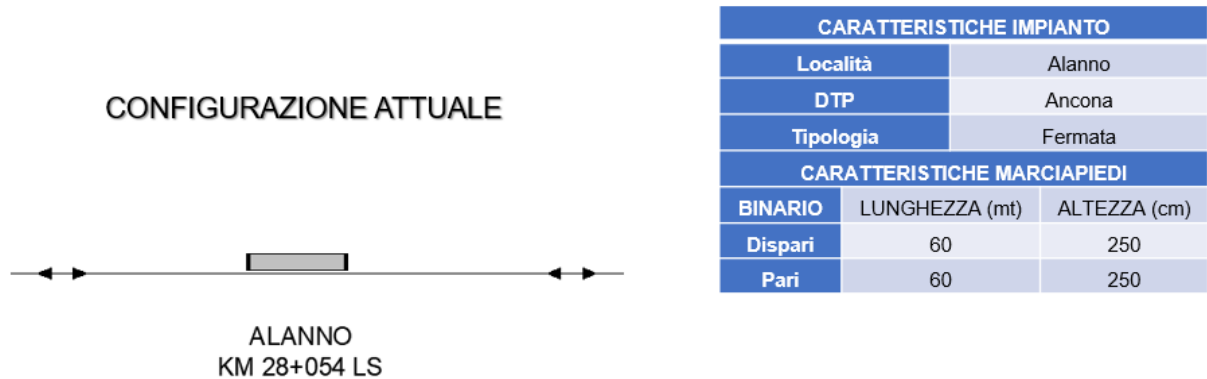 CONFIGURAZIONE ATTUALE
ALANNO
KM 28+054 LS
CARATTERISTICHE IMPIANTO
Località Alanno
DTP Ancona
Tipologia Fermata
CARATTERISTICHE MARCIAPIEDI
BINARIO LUNGHEZZA (mt) ALTEZZA (cm)
Dispari 60 250
Pari 60 250